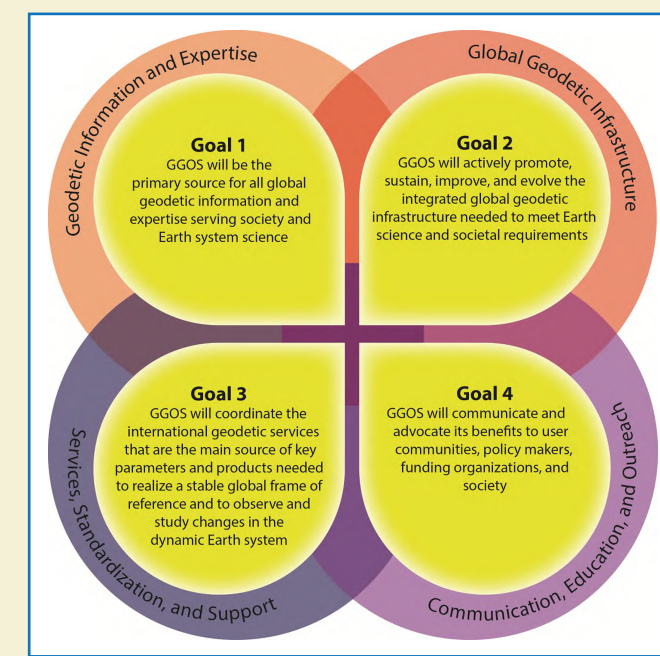 Geodetic Information and Expertise
Goal 1
GGOS will be the
primary source for all global
geodetic information and
expertise serving society and
Earth system science
Global Geodetic Infrastructure
Goal 2
GGOS will actively promote,
sustain, improve, and evolve the
integrated global geodetic
infrastructure needed to meet Earth
science and societal requirements
Services, Standardization, and Support
Goal 3
GGOS will coordinate the
international geodetic services
that are the main source of key
parameters and products needed
to realize a stable global frame of
reference and to observe and
study changes in the
dynamic Earth system
Communication, Education, and Outreach
Goal 4
GGOS will communicate and
advocate its benefits to user
communities, policy makers,
funding organizations, and
society